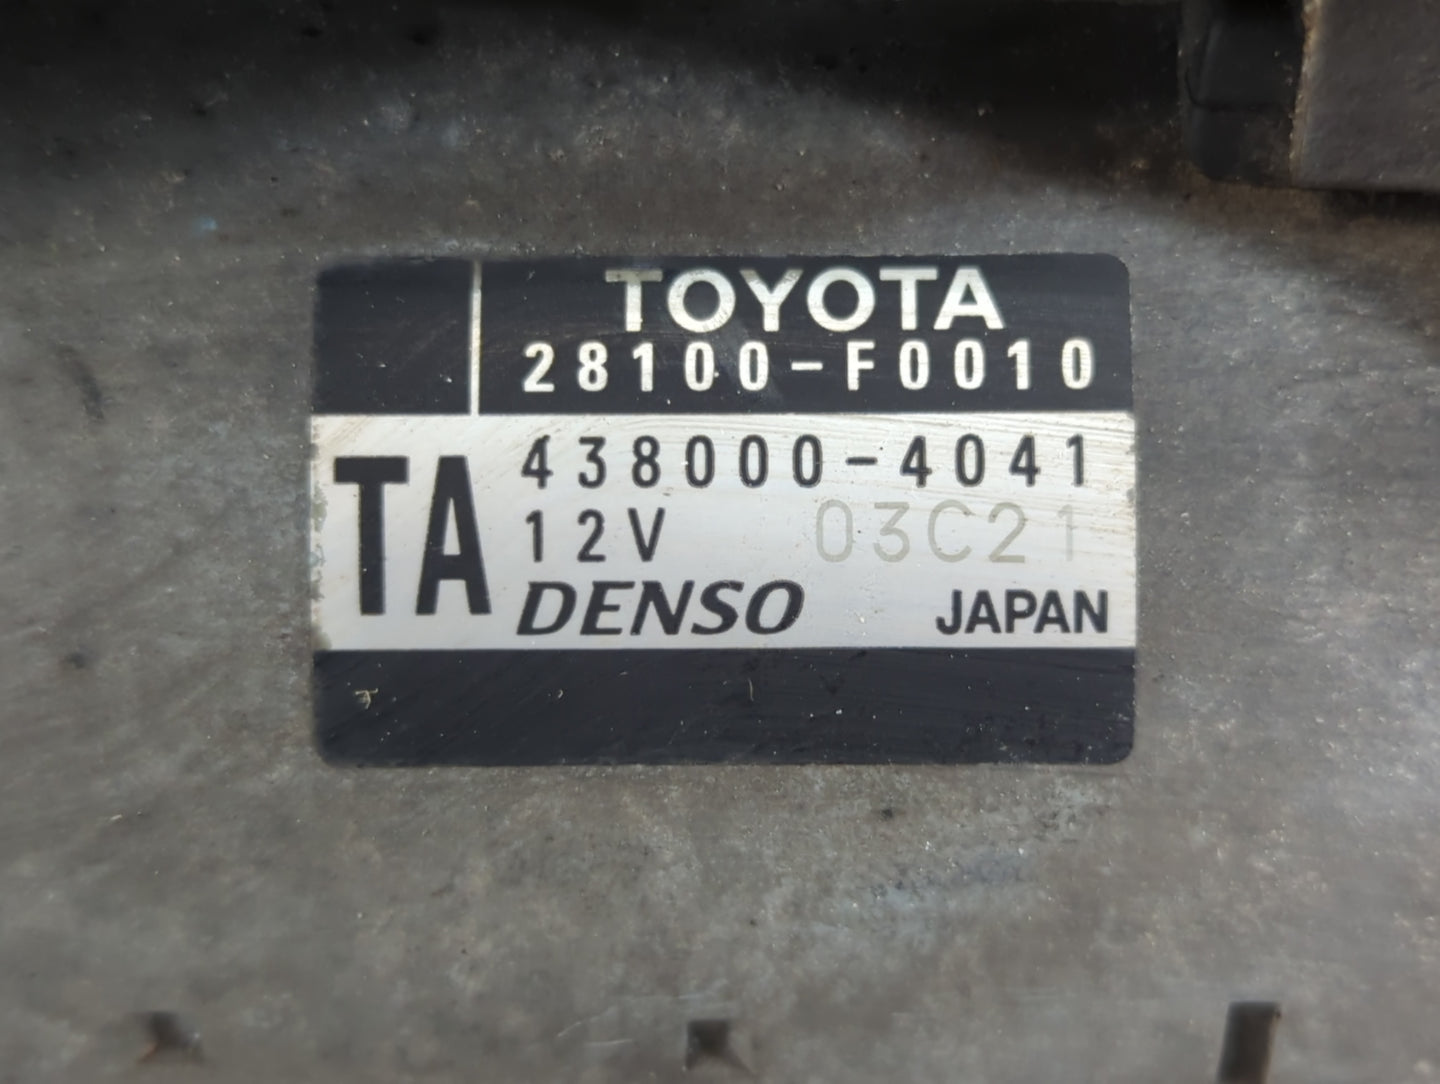 TOYOTA
28100-F0010
TA
438000-4041
12V 03C21
DENSO JAPAN